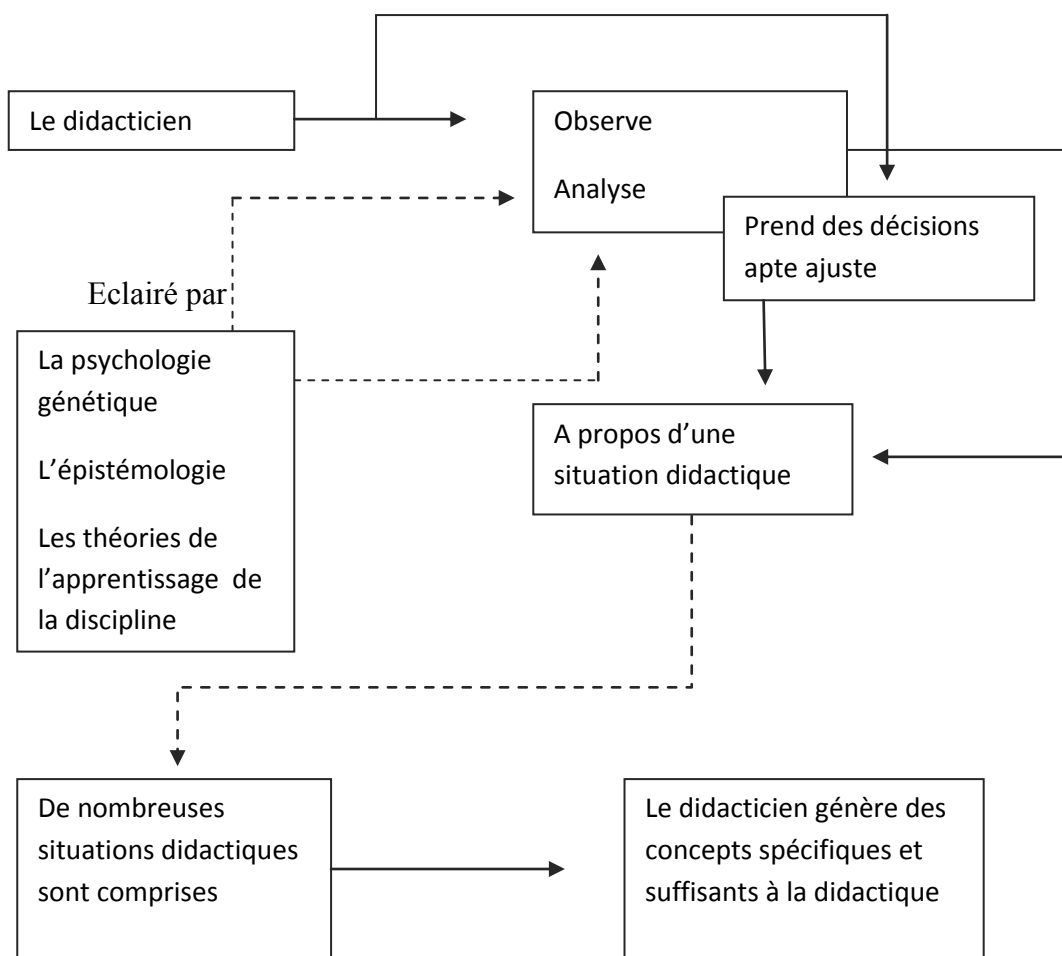 Le didacticien
Observe
Analyse
Prend des décisions
apte ajuste
Eclairé par
La psychologie
génétique
L’épistémologie
Les théories de
l’apprentissage de
la discipline
A propos d’une
situation didactique
De nombreuses
situations didactiques
sont comprises
Le didacticien génère des
concepts spécifiques et
suffisants à la didactique